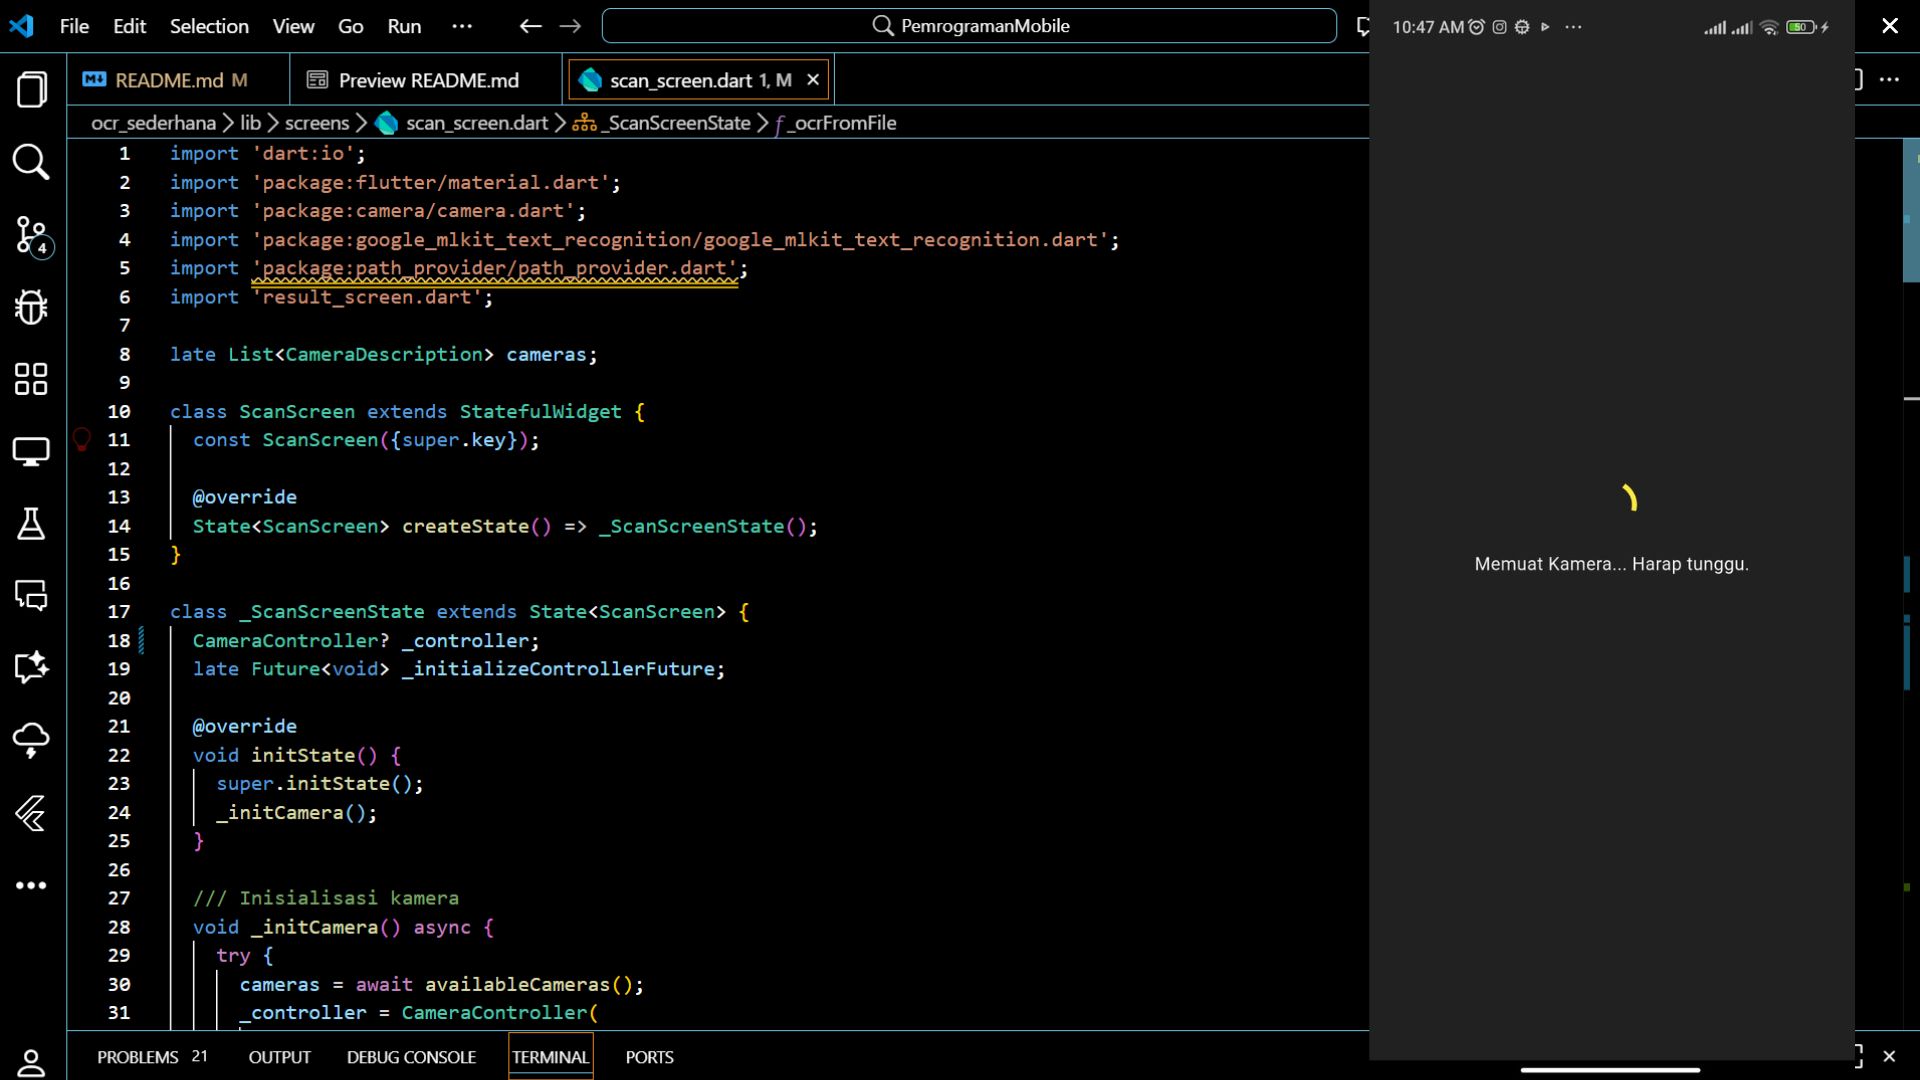 File Edit Selection View Go Run ···
PemrogramanMobile
README.md M
Preview README.md
scan_screen.dart 1, M
ocr_sederhana > lib > screens > scan_screen.dart > _ScanScreenState > _ocrFromFile
1 import 'dart:io';
2 import 'package:flutter/material.dart';
3 import 'package:camera/camera.dart';
4 import 'package:google_mlkit_text_recognition/google_mlkit_text_recognition.dart';
5 import 'package:path_provider/path_provider.dart';
6 import 'result_screen.dart';
7
8 late List<CameraDescription> cameras;
9
10 class ScanScreen extends StatefulWidget {
11 const ScanScreen({super.key});
12
13 @override
14 State<ScanScreen> createState() => _ScanScreenState();
15 }
16
17 class _ScanScreenState extends State<ScanScreen> {
18 CameraController? _controller;
19 late Future<void> _initializeControllerFuture;
20
21 @override
22 void initState() {
23 super.initState();
24 _initCamera();
25 }
26
27 /// Inisialisasi kamera
28 void _initCamera() async {
29 try {
30 cameras = await availableCameras();
31 _controller = CameraController(
4
PROBLEMS 21 OUTPUT DEBUG CONSOLE TERMINAL PORTS
10:47 AM
50
Memuat Kamera... Harap tunggu.